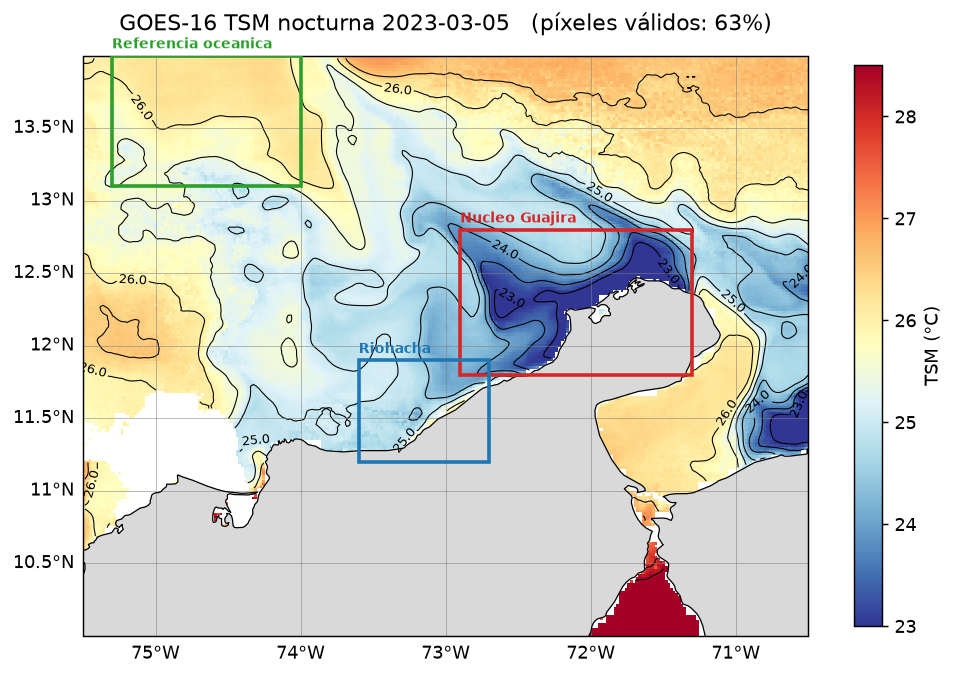 GOES-16 TSM nocturna 2023-03-05 (píxeles válidos: 63%)
Referencia oceanica
26.0
26.0
13.5°N
25.0
13°N
Nucleo Guajira
24.0
23.0
24.0
12.5°N
26.0
25.0
23.0
12°N
Riohacha
26.0
24.0
23.0
26.0
11.5°N
25.0
25.0
26.0
11°N
10.5°N
75°W
74°W
73°W
72°W
71°W
28
27
26
25
24
23
TSM (°C)